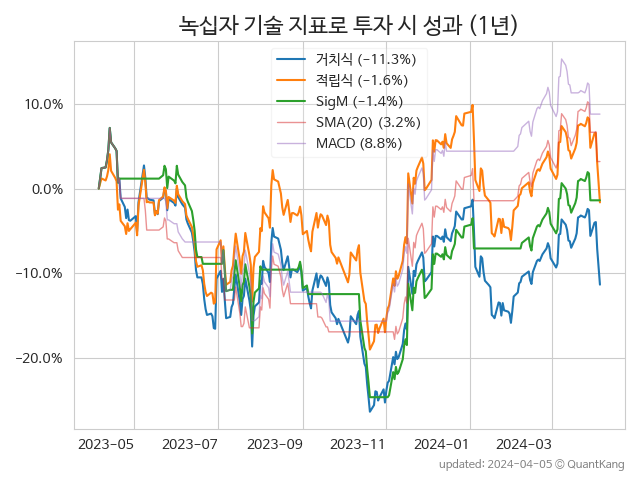 녹십자 기술 지표로 투자 시 성과 (1년)
거치식 (−11.3%)
적립식 (−1.6%)
SigM (−1.4%)
SMA(20) (3.2%)
MACD (8.8%)
10.0%
0.0%
−10.0%
−20.0%
2023-05 2023-07 2023-09 2023-11 2024-01 2024-03
updated: 2024-04-05 © QuantKang